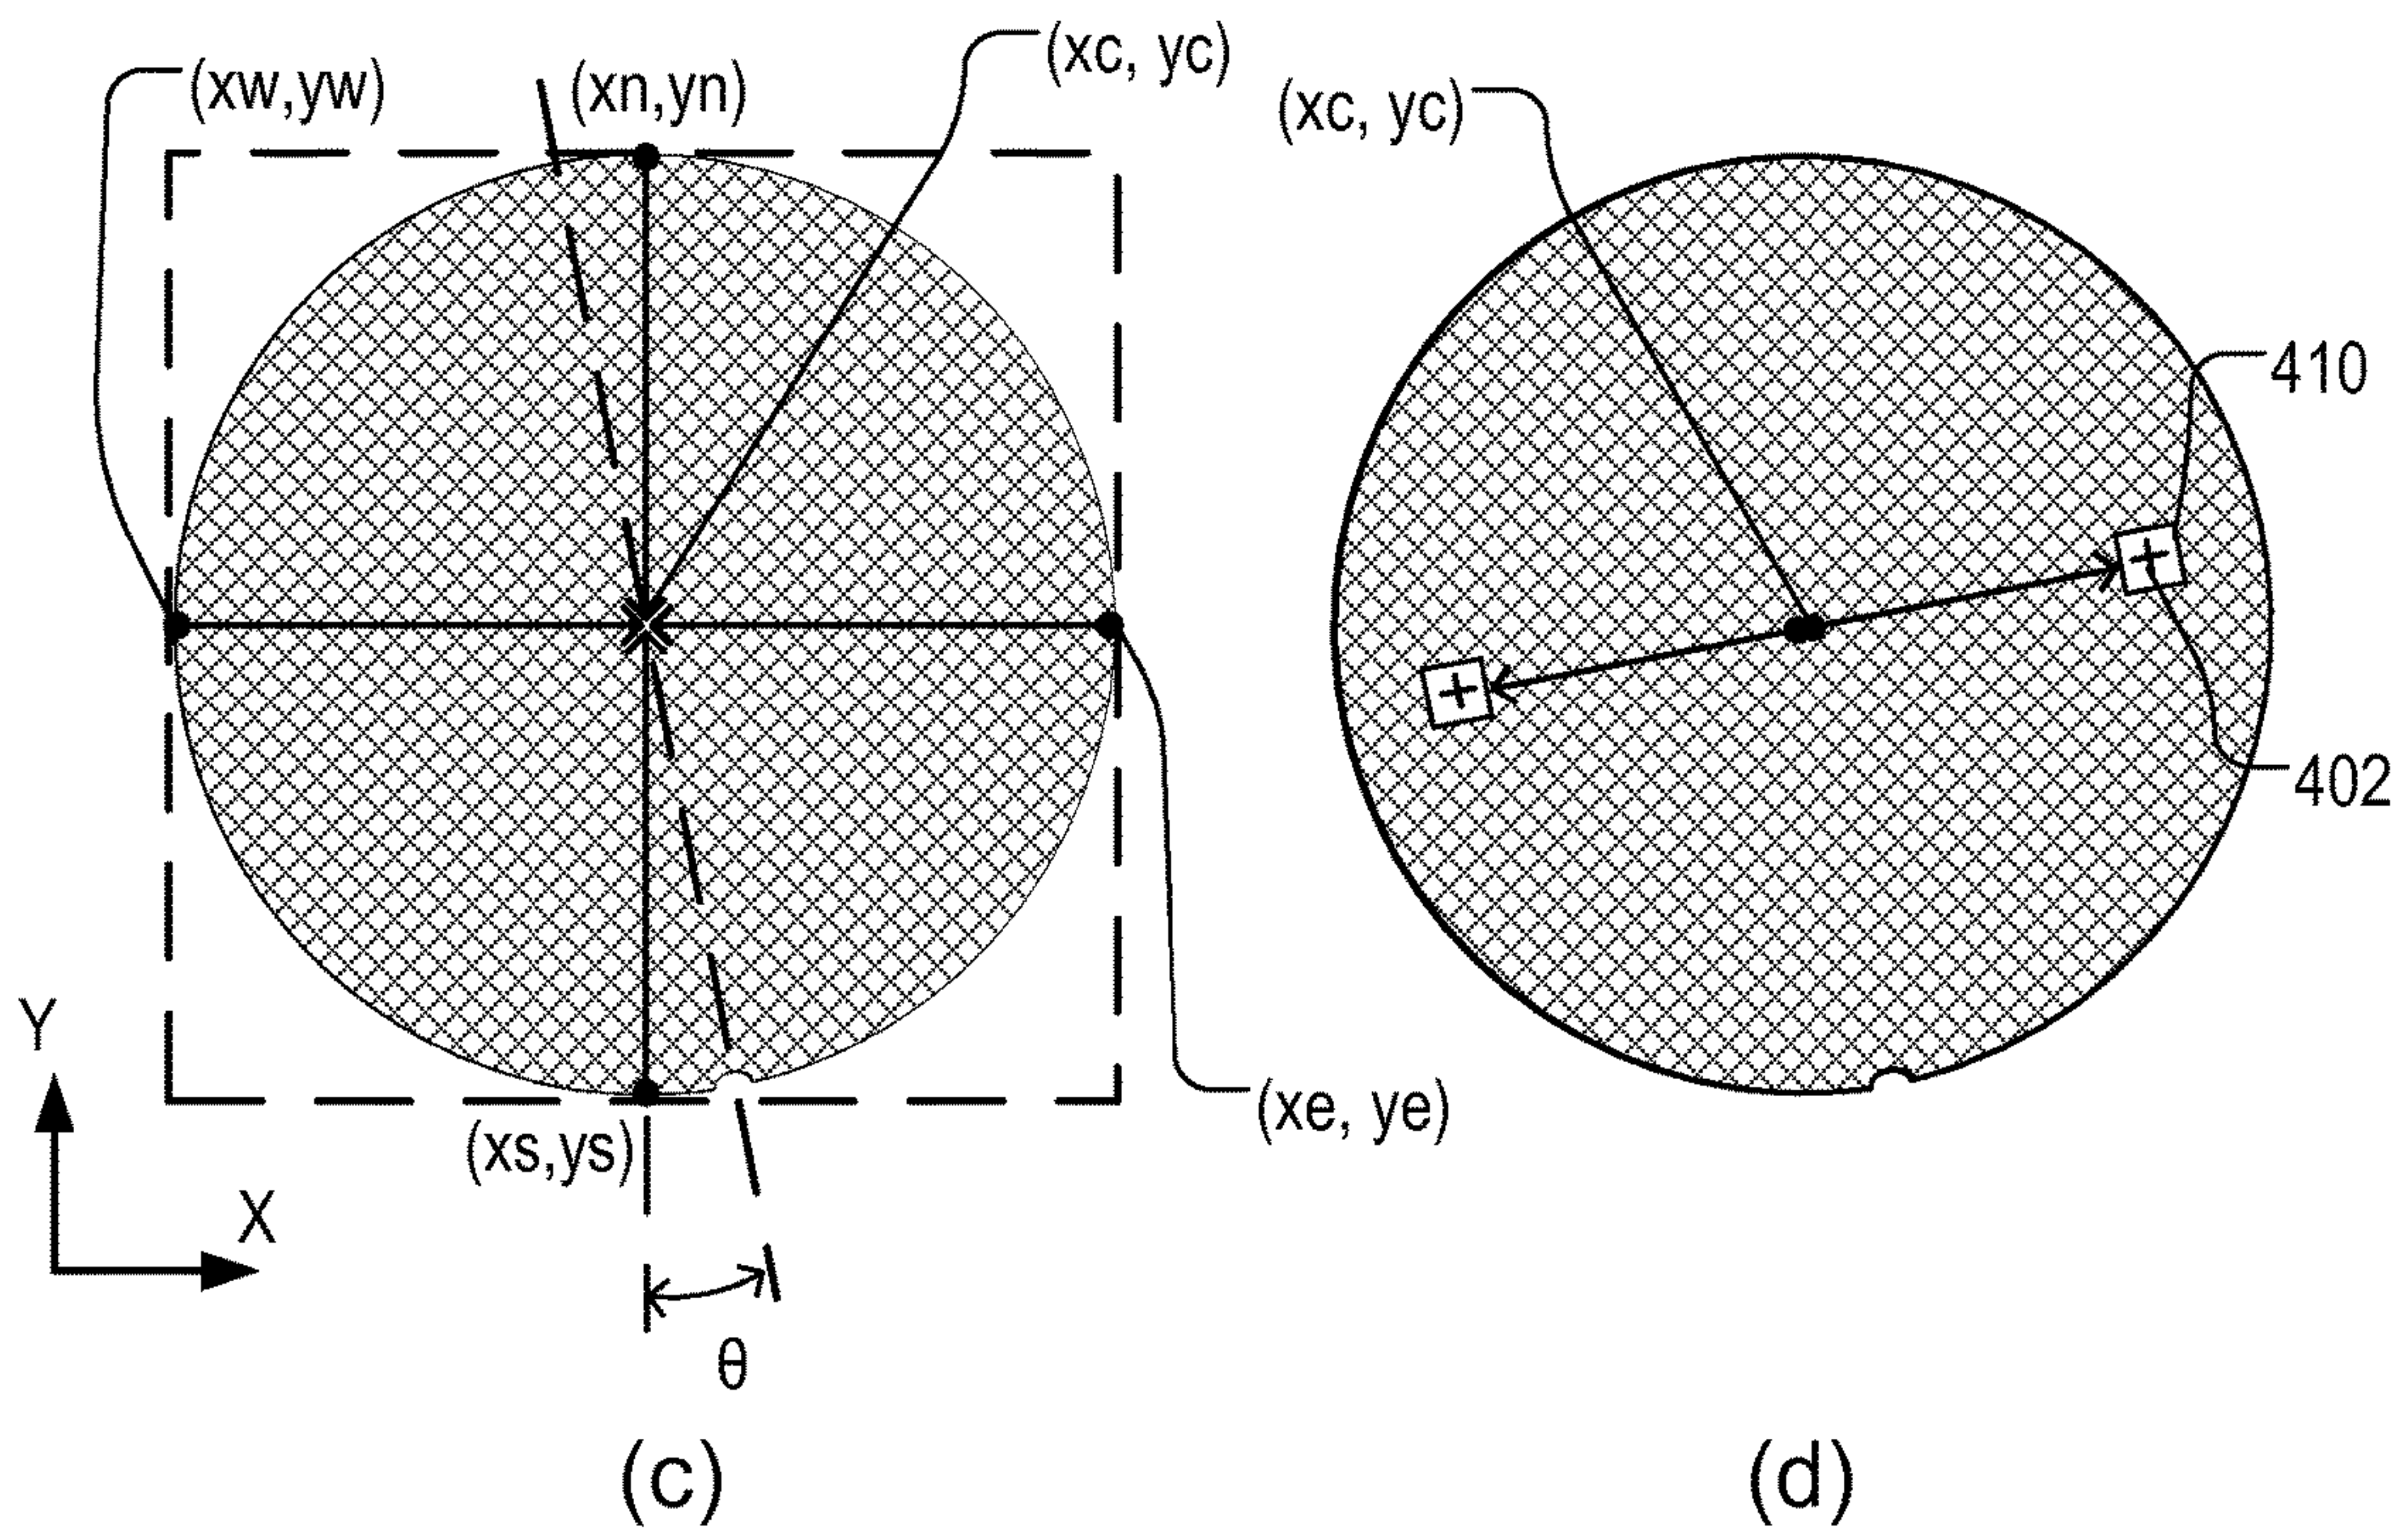 (xw,yw)
(xn,yn)
(xc, yc)
(xs,ys)
(xe, ye)
Y
X
θ
(c)
(xc, yc)
410
402
(d)